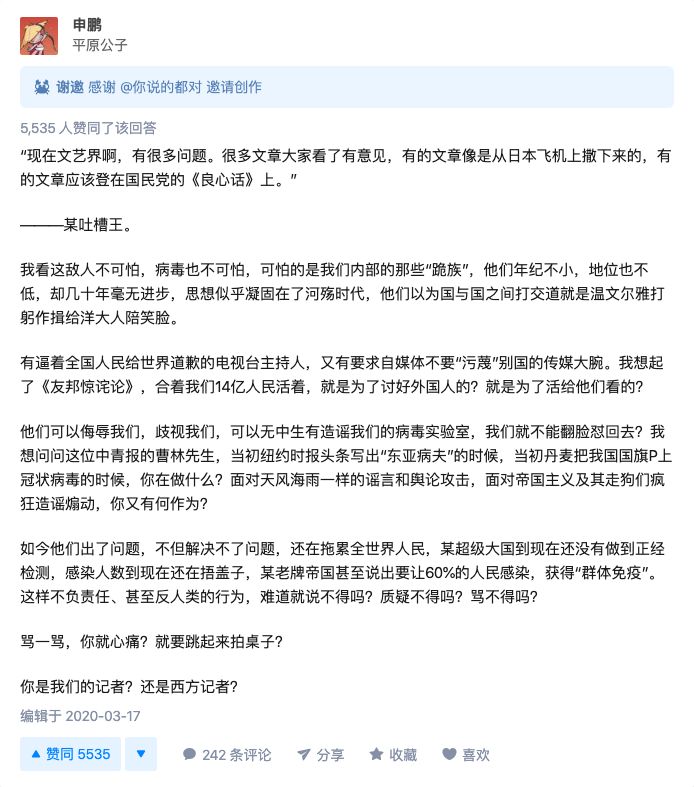 申鹏
平原公子
谢邀 感谢 @你说的都对 邀请创作
5,535 人赞同了该回答
“现在文艺界啊，有很多问题。很多文章大家看了有意见，有的文章像是从日本飞机上撒下来的，有
的文章应该登在国民党的《良心话》上。”
———某吐槽王。
我看这敌人不可怕，病毒也不可怕，可怕的是我们内部的那些“跪族”，他们年纪不小，地位也不
低，却几十年毫无进步，思想似乎凝固在了河殇时代，他们以为国与国之间打交道就是温文尔雅打
躬作揖给洋大人陪笑脸。
有逼着全国人民给世界道歉的电视台主持人，又有要求自媒体不要“污蔑”别国的传媒大腕。我想起
了《友邦惊诧论》，合着我们14亿人民活着，就是为了讨好外国人的？就是为了活给他们看的？
他们可以侮辱我们，歧视我们，可以无中生有造谣我们的病毒实验室，我们就不能翻脸怼回去？我
想问问这位中青报的曹林先生，当初纽约时报头条写出“东亚病夫”的时候，当初丹麦把我国国旗P上
冠状病毒的时候，你在做什么？面对天风海雨一样的谣言和舆论攻击，面对帝国主义及其走狗们疯
狂造谣煽动，你又有何作为？
如今他们出了问题，不但解决不了问题，还在拖累全世界人民，某超级大国到现在还没有做到正经
检测，感染人数到现在还在捂盖子，某老牌帝国甚至说出要让60%的人民感染，获得“群体免疫”。
这样不负责任、甚至反人类的行为，难道就说不得吗？质疑不得吗？骂不得吗？
骂一骂，你就心痛？就要跳起来拍桌子？
你是我们的记者？还是西方记者？
编辑于 2020-03-17
赞同 5535 242 条评论 分享 收藏 喜欢